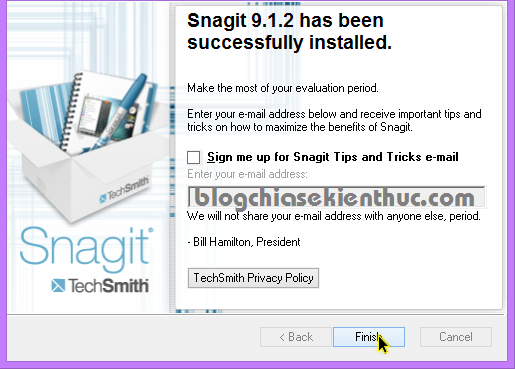 Snagit 9.1.2 has been
successfully installed.
Make the most of your evaluation period.
Enter your e-mail address below and receive important tips and
tricks on how to maximize the benefits of Snagit.
Sign me up for Snagit Tips and Tricks e-mail
Enter your e-mail address:
blogchiasekienthuc.com
We will not share your e-mail address with anyone else, period.
- Bill Hamilton, President
TechSmith Privacy Policy
TechSmith
Snagit®
TechSmith
< Back
Finish
Cancel